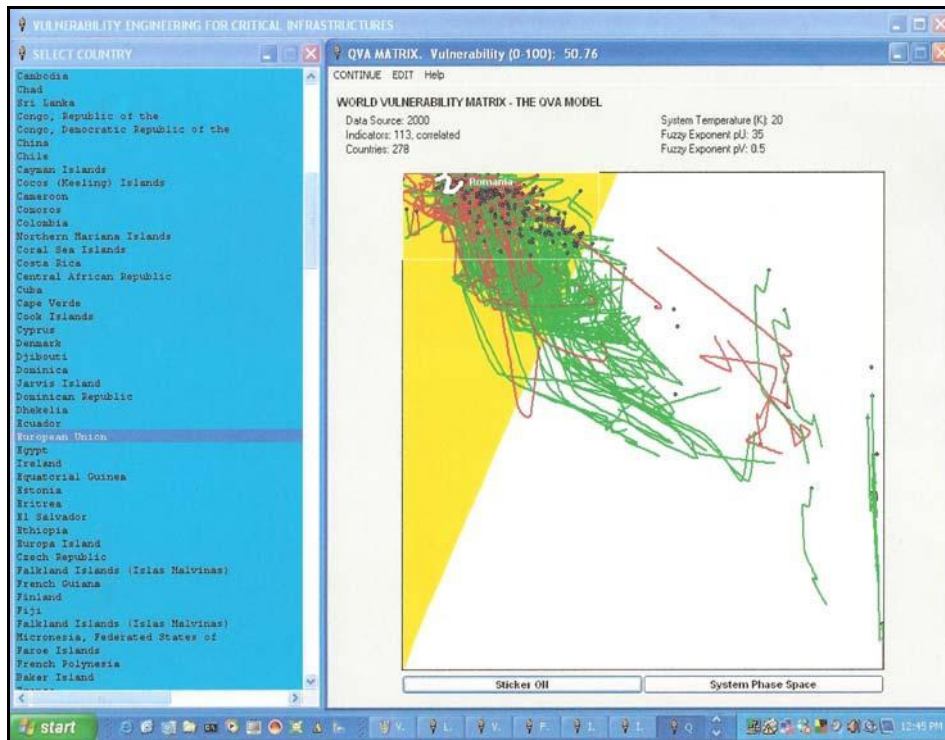 VULNERABILITY ENGINEERING FOR CRITICAL INFRASTRUCTURES
SELECT COUNTRY
Cambodia
Chad
Sri Lanka
Congo, Republic of the
Congo, Democratic Republic of the
China
Chile
Cayman Islands
Cocos (Keeling) Islands
Cameroon
Comoros
Colombia
Northern Mariana Islands
Coral Sea Islands
Costa Rica
Central African Republic
Cuba
Cape Verde
Cook Islands
Cyprus
Denmark
Djibouti
Dominica
Jarvis Island
Dominican Republic
Dhekelia
Ecuador
European Union
Egypt
Ireland
Equatorial Guinea
Estonia
Eritrea
El Salvador
Ethiopia
Europa Island
Czech Republic
Falkland Islands (Islas Malvinas)
French Guiana
Finland
Fiji
Falkland Islands (Islas Malvinas)
Micronesia, Federated States of
Faroe Islands
French Polynesia
Baker Island
QVA MATRIX. Vulnerability (0-100): 50.76
CONTINUE EDIT Help
WORLD VULNERABILITY MATRIX - THE QVA MODEL
Data Source: 2000
Indicators: 113, correlated
Countries: 278
System Temperature (K): 20
Fuzzy Exponent pU: 35
Fuzzy Exponent pV: 0.5
Romania
Sticker Off
System Phase Space
start
V.
L.
V.
P.
I.
I.
Q
12:45 PM